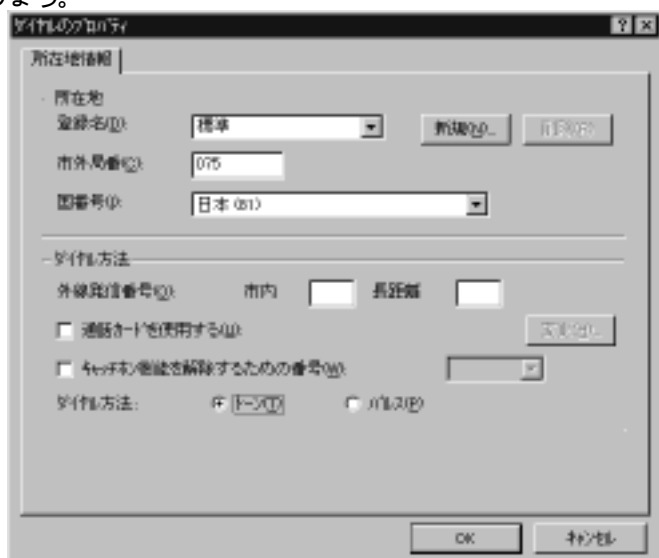 しょう。
ダイヤルのプロパティ
所在地情報
所在地
登録名(D): 標準 新規(N)... 削除(R)
市外局番(C): 075
国番号(I): 日本 (81)
ダイヤル方法
外線発信番号(O): 市内 長距離
通話カードを使用する(U): 変更(H)...
キャッチホン機能を解除するための番号(W):
ダイヤル方法: トーン(T) パルス(P)
OK キャンセル